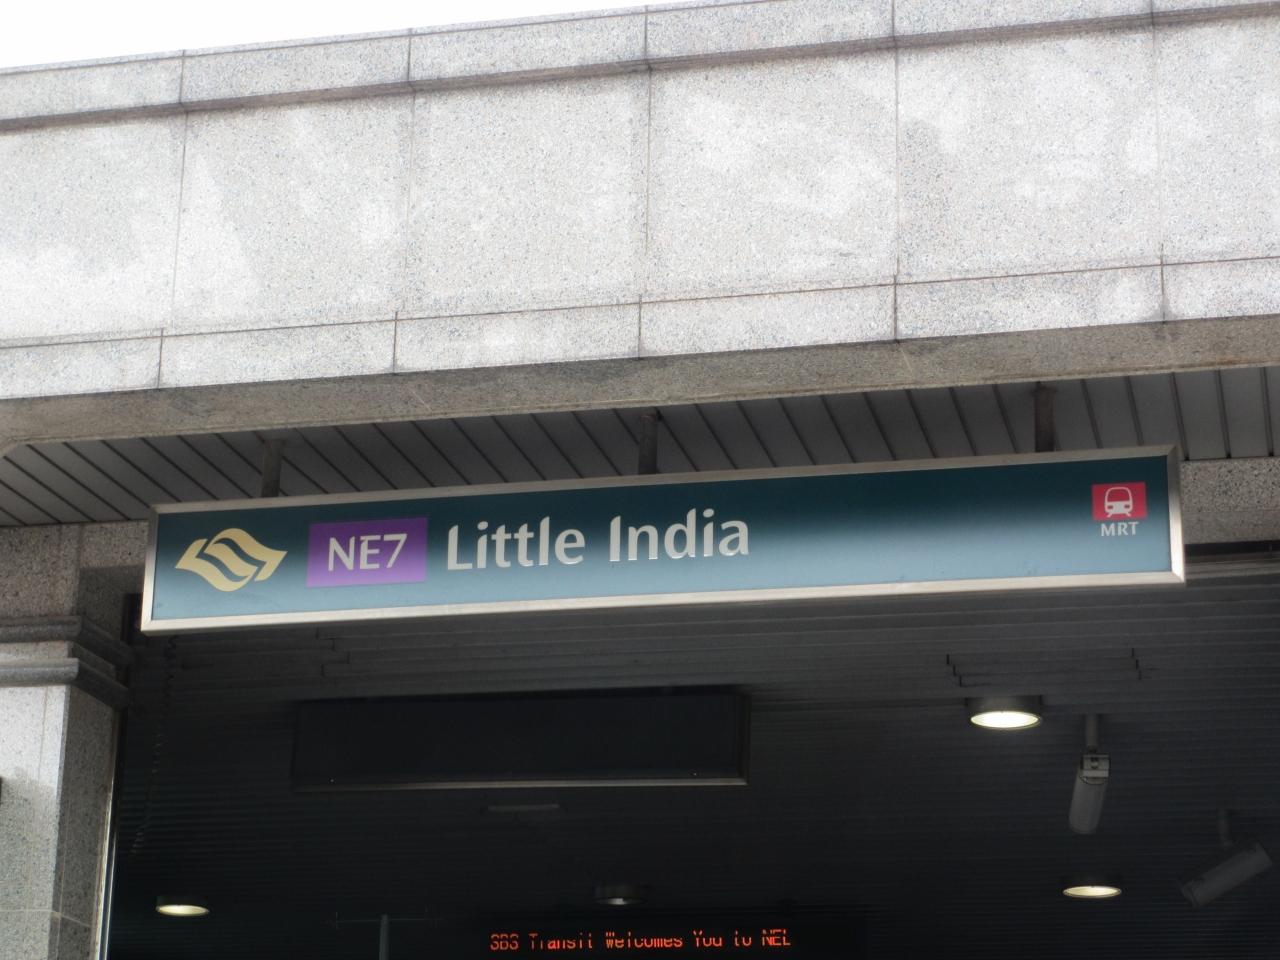 NE7 Little India
MRT
SBS Transit Welcomes You to NEL